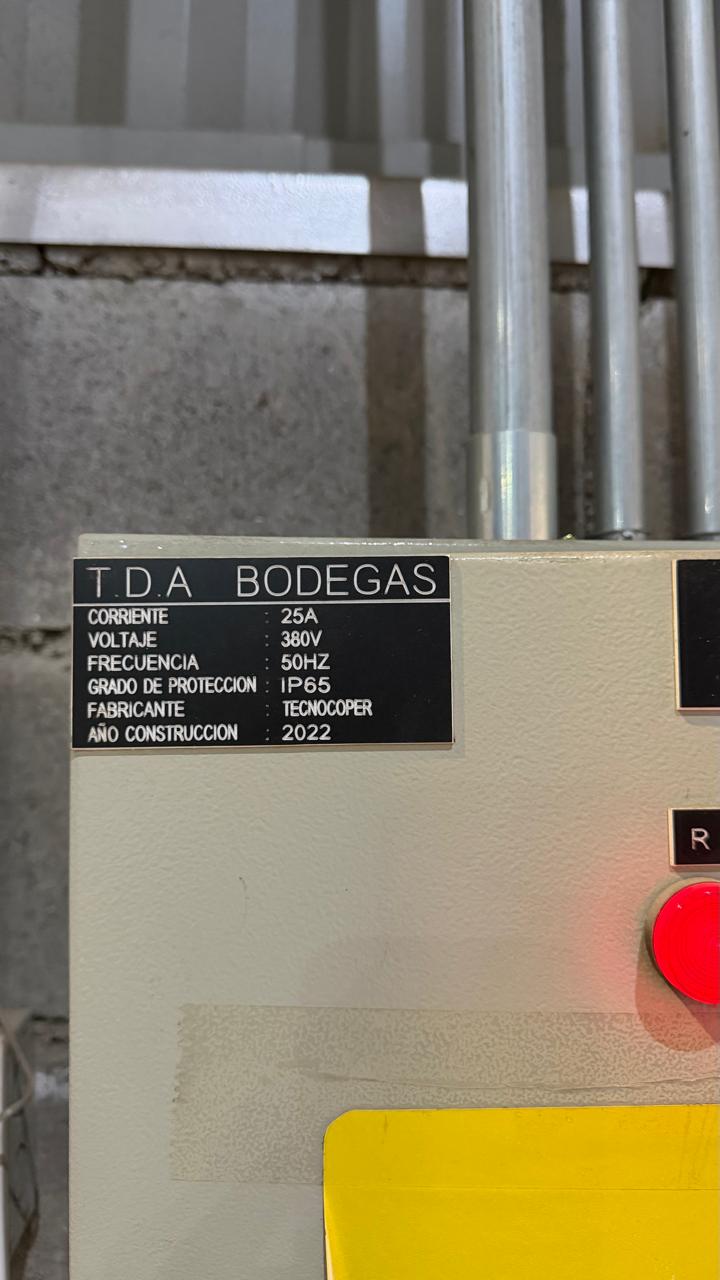 T.D.A BODEGAS
CORRIENTE : 25A
VOLTAJE : 380V
FRECUENCIA : 50HZ
GRADO DE PROTECCION : IP65
FABRICANTE : TECNOCOPER
AÑO CONSTRUCCION : 2022
R